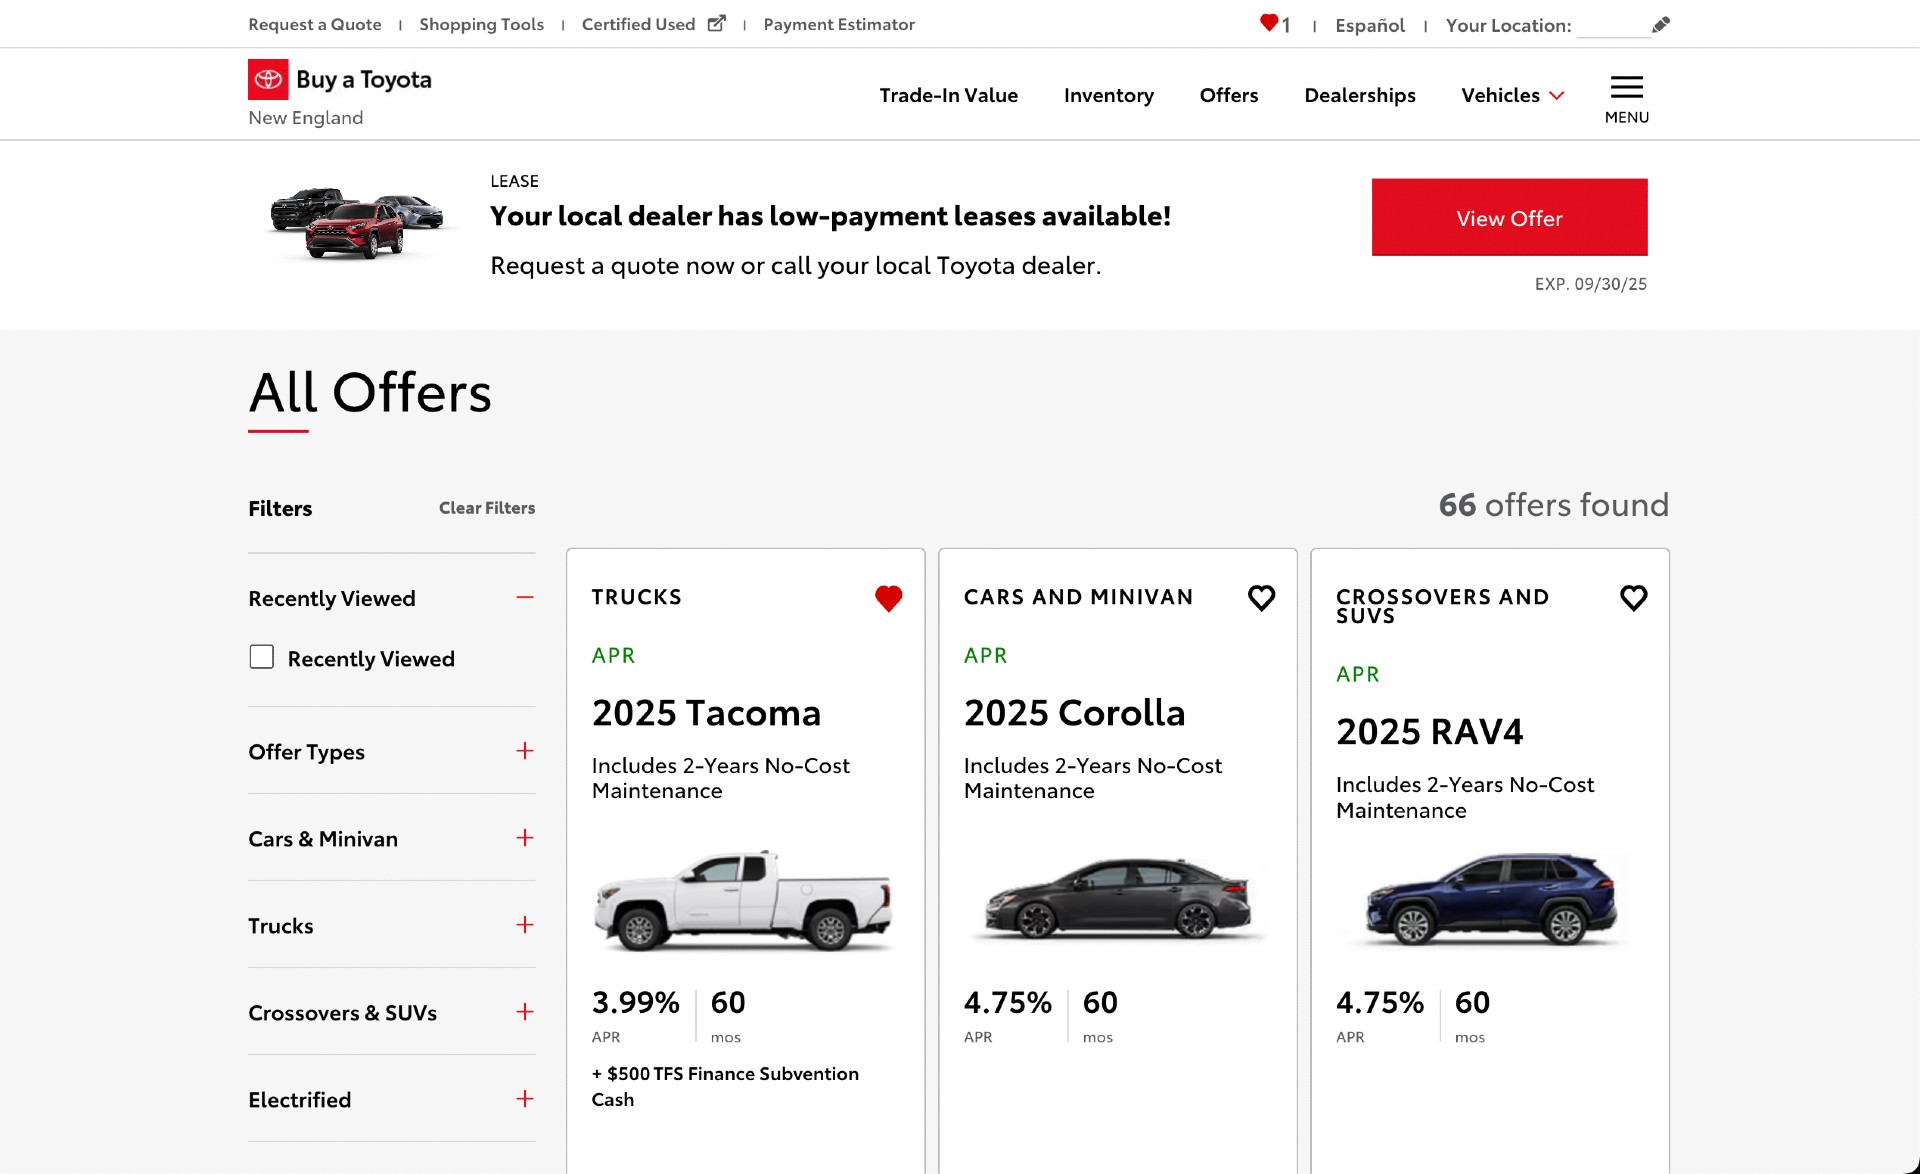 Request a Quote | Shopping Tools | Certified Used | Payment Estimator
1 | Español | Your Location:
Buy a Toyota
New England
Trade-In Value Inventory Offers Dealerships Vehicles
MENU
LEASE
Your local dealer has low-payment leases available!
Request a quote now or call your local Toyota dealer.
View Offer
EXP. 09/30/25
All Offers
Filters Clear Filters
66 offers found
Recently Viewed
Recently Viewed
Offer Types
Cars & Minivan
Trucks
Crossovers & SUVs
Electrified
TRUCKS
APR
2025 Tacoma
Includes 2-Years No-Cost
Maintenance
3.99% 60
APR mos
+ $500 TFS Finance Subvention
Cash
CARS AND MINIVAN
APR
2025 Corolla
Includes 2-Years No-Cost
Maintenance
4.75% 60
APR mos
CROSSOVERS AND
SUVS
APR
2025 RAV4
Includes 2-Years No-Cost
Maintenance
4.75% 60
APR mos